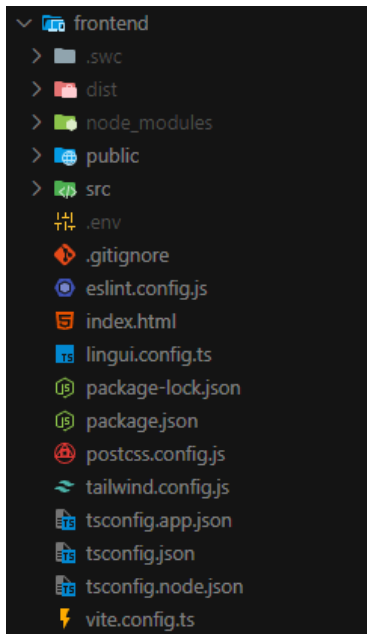 frontend
.swc
dist
node_modules
public
src
.env
.gitignore
eslint.config.js
index.html
lingui.config.ts
package-lock.json
package.json
postcss.config.js
tailwind.config.js
tsconfig.app.json
tsconfig.json
tsconfig.node.json
vite.config.ts